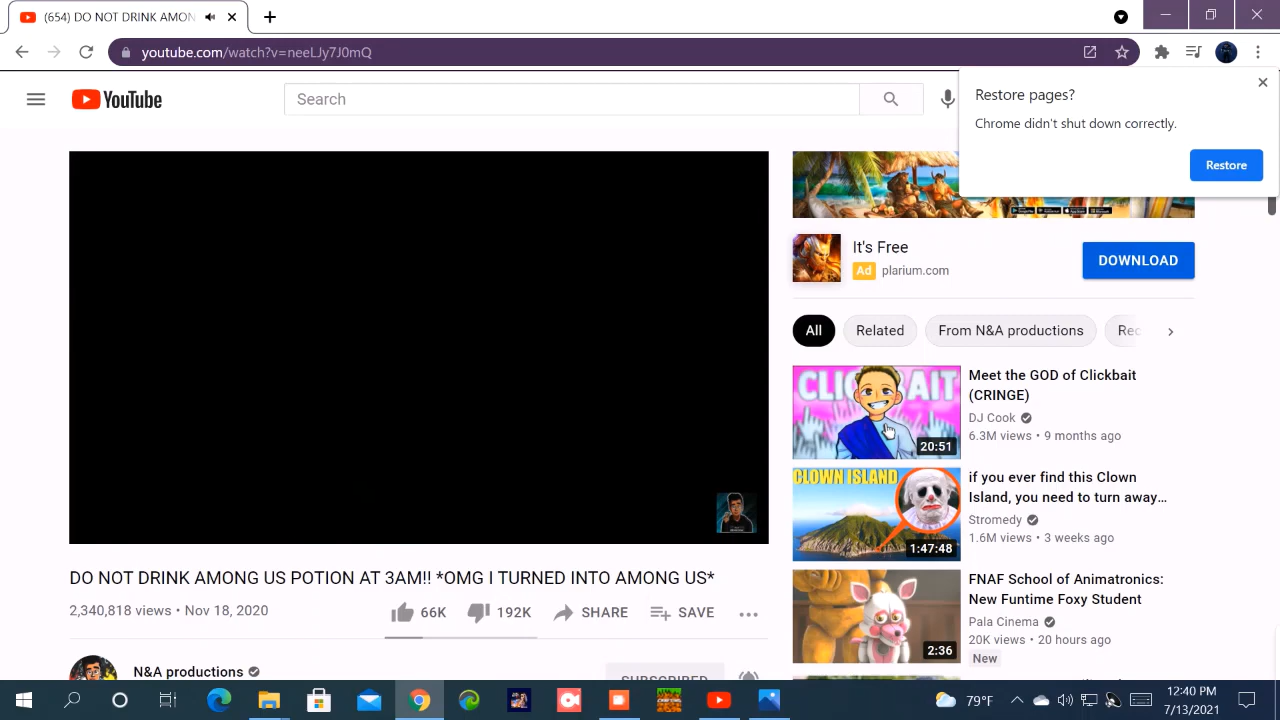 (654) DO NOT DRINK AMON
youtube.com/watch?v=neeLJy7J0mQ
YouTube
Search
Restore pages?
Chrome didn't shut down correctly.
Restore
It's Free
Ad plarium.com
DOWNLOAD
All
Related
From N&A productions
Rec
CLICKBAIT
20:51
Meet the GOD of Clickbait
(CRINGE)
DJ Cook
6.3M views • 9 months ago
CLOWN ISLAND
1:47:48
if you ever find this Clown
Island, you need to turn away...
Stromedy
1.6M views • 3 weeks ago
2:36
FNAF School of Animatronics:
New Funtime Foxy Student
Pala Cinema
20K views • 20 hours ago
New
DO NOT DRINK AMONG US POTION AT 3AM!! *OMG I TURNED INTO AMONG US*
2,340,818 views • Nov 18, 2020
66K
192K
SHARE
SAVE
N&A productions
SUBSCRIBED
79°F
12:40 PM
7/13/2021